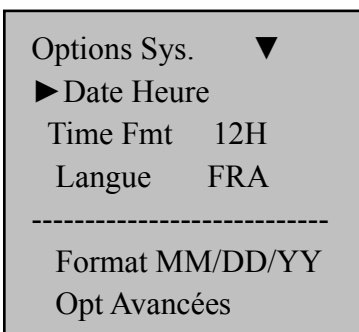 Options Sys. ▼
►Date Heure
Time Fmt 12H
Langue FRA
----------------------------
Format MM/DD/YY
Opt Avancées